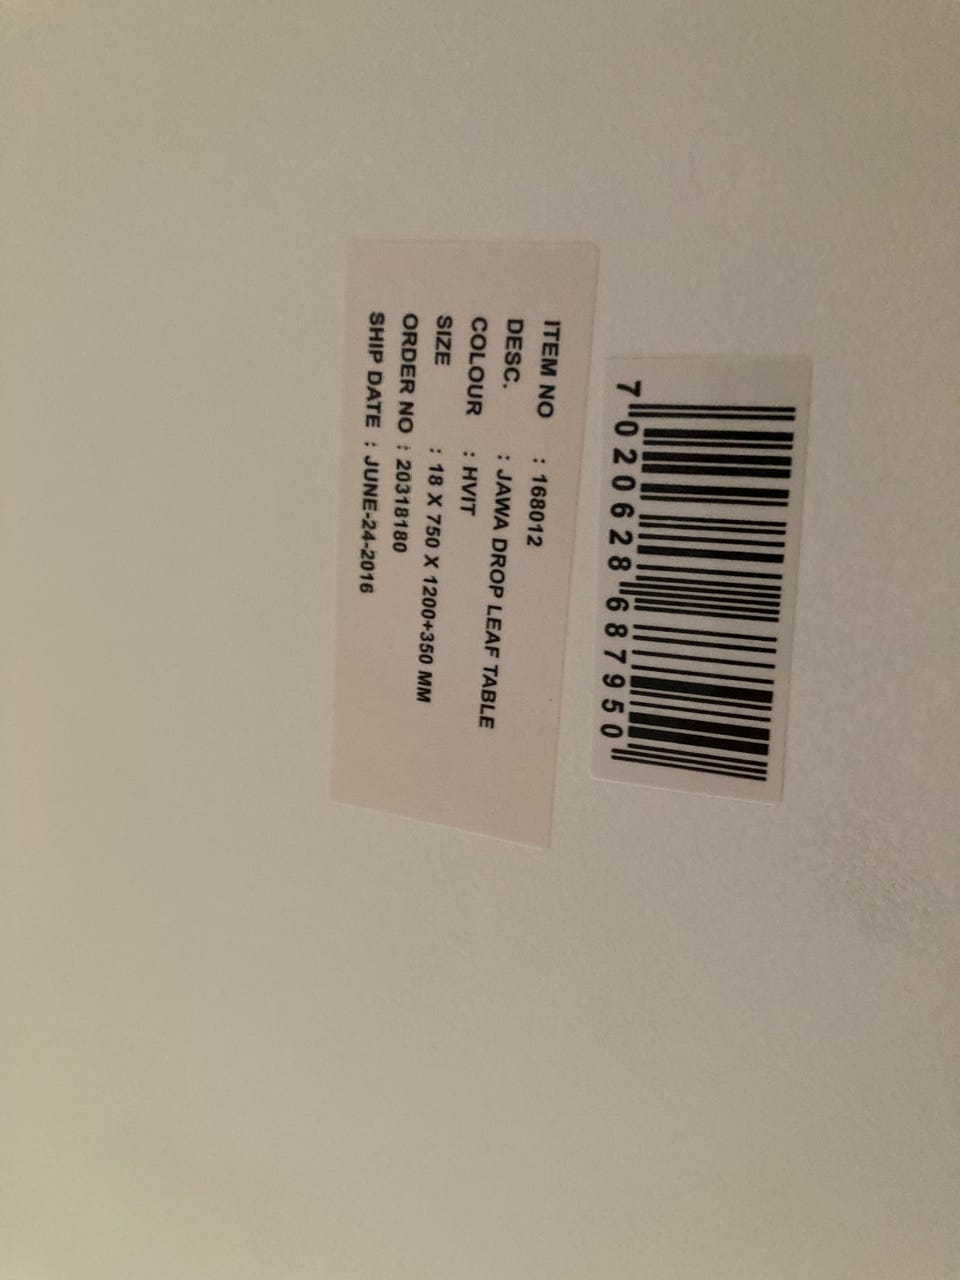 7 020628 687950
ITEM NO : 168012
DESC. : JAWA DROP LEAF TABLE
COLOUR : HVIT
SIZE : 18 X 750 X 1200+350 MM
ORDER NO : 20318180
SHIP DATE : JUNE-24-2016